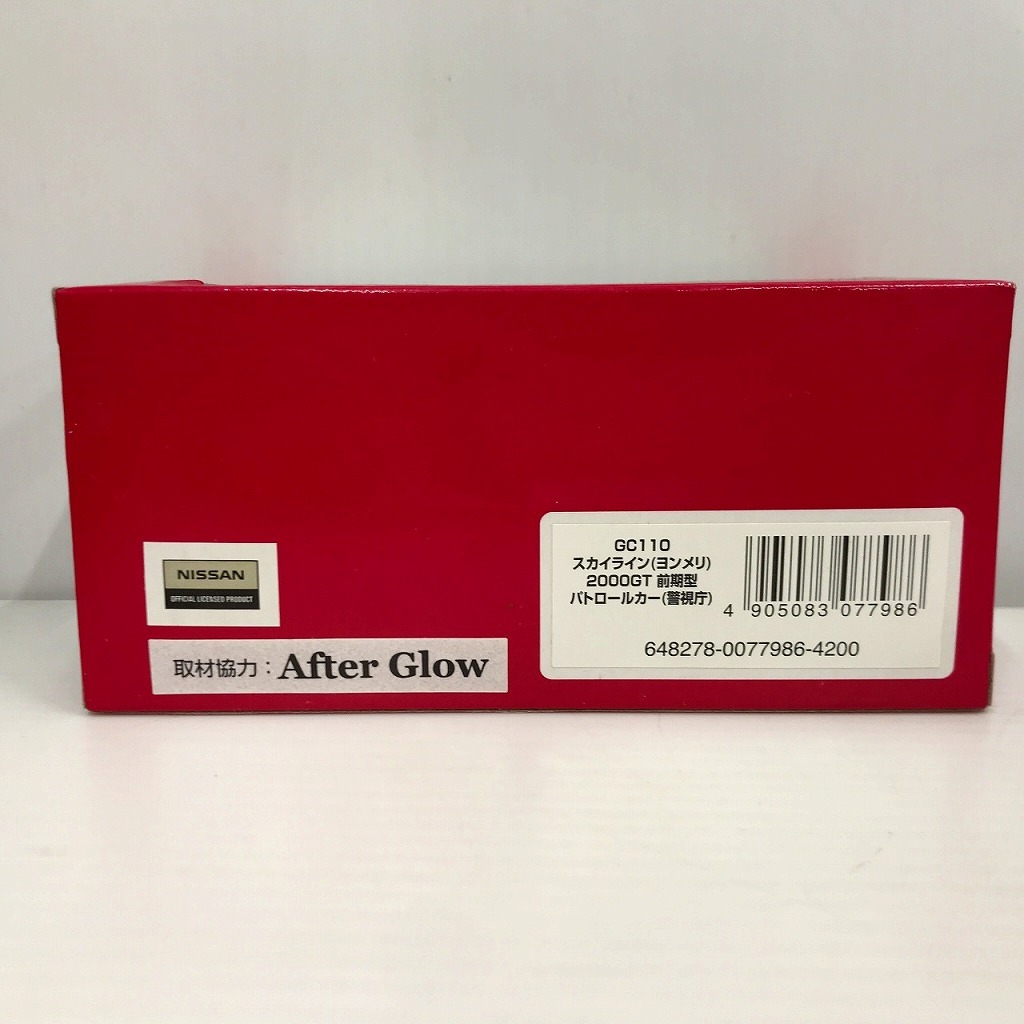 NISSAN
OFFICIAL LICENSED PRODUCT
取材協力：After Glow
GC110
スカイライン(ヨンメリ)
2000GT 前期型
パトロールカー(警視庁)
4 905083 077986
648278-0077986-4200